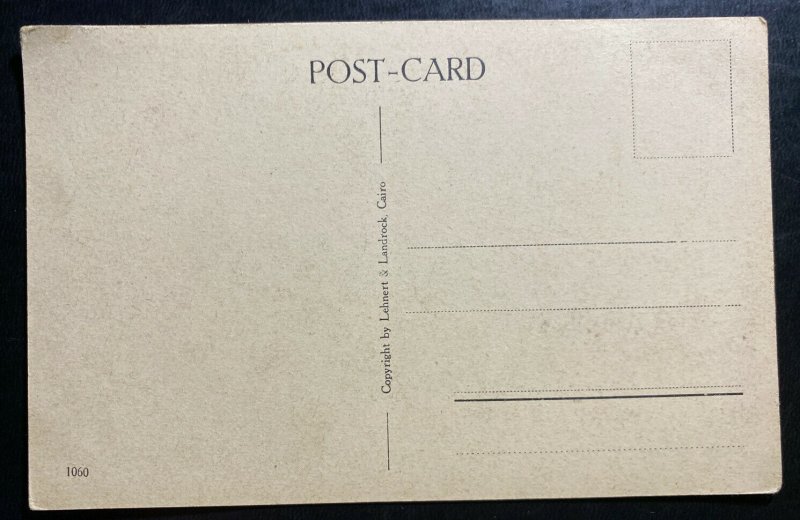 POST-CARD
Copyright by Lehnert & Landrock, Cairo
1060